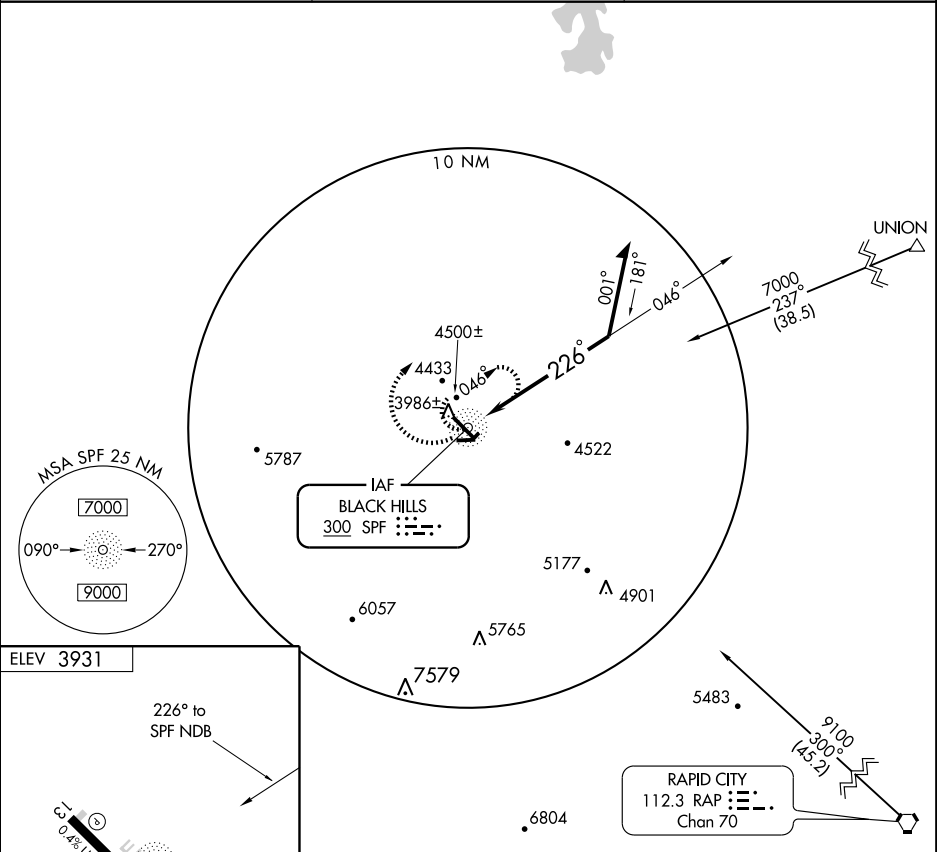 10 NM
UNION
7000
237°
(38.5)
001°
181°
046°
226°
4500±
4433
046°
3986±
5787
4522
IAF
BLACK HILLS
300 SPF
MSA SPF 25 NM
7000
090°
270°
9000
5177
4901
6057
5765
7579
ELEV 3931
226° to
SPF NDB
5483
9100
300°
(45.2)
RAPID CITY
112.3 RAP
Chan 70
6804
13
P
0.4%